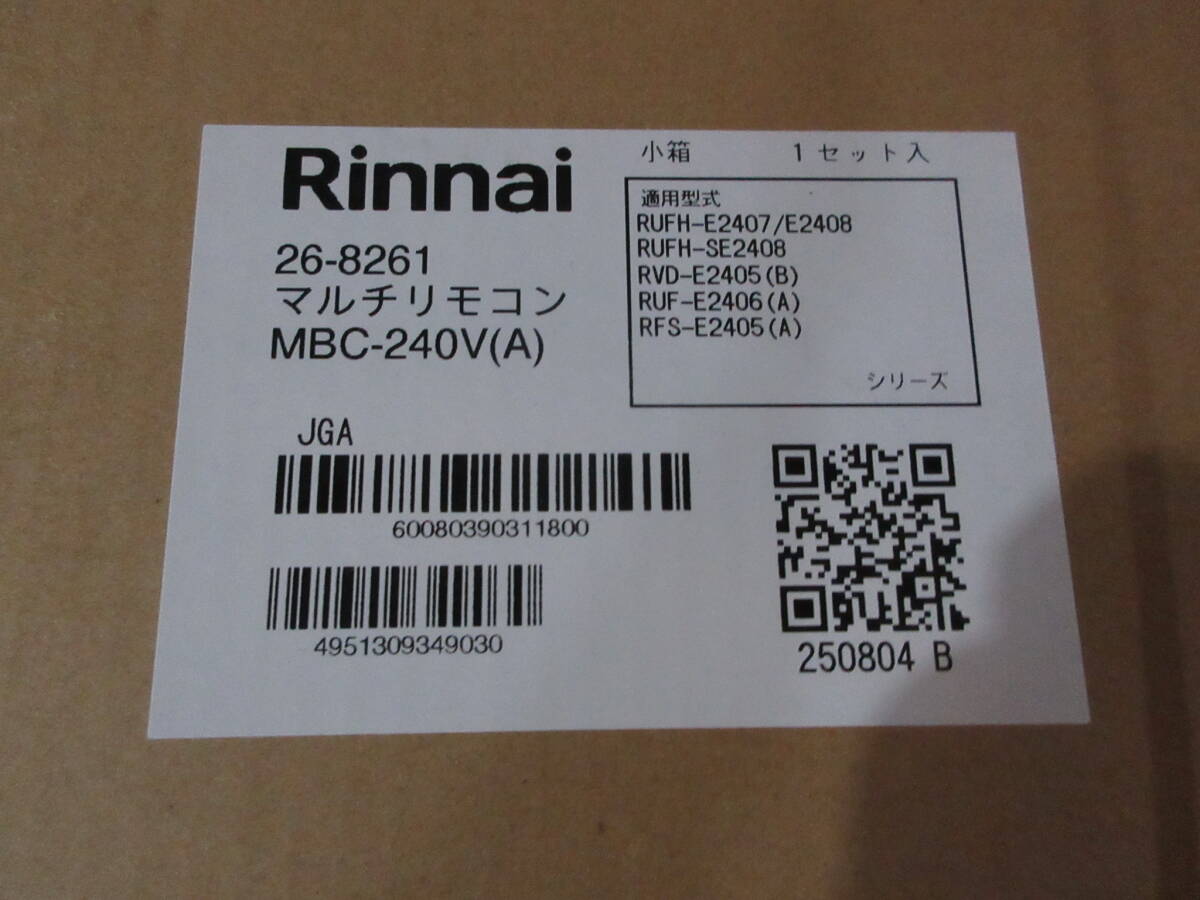 Rinnai
26-8261
マルチリモコン
MBC-240V(A)
小箱 1セット入
適用型式
RUFH-E2407/E2408
RUFH-SE2408
RVD-E2405(B)
RUF-E2406(A)
RFS-E2405(A)
シリーズ
JGA
60080390311800
4951309349030
250804 B